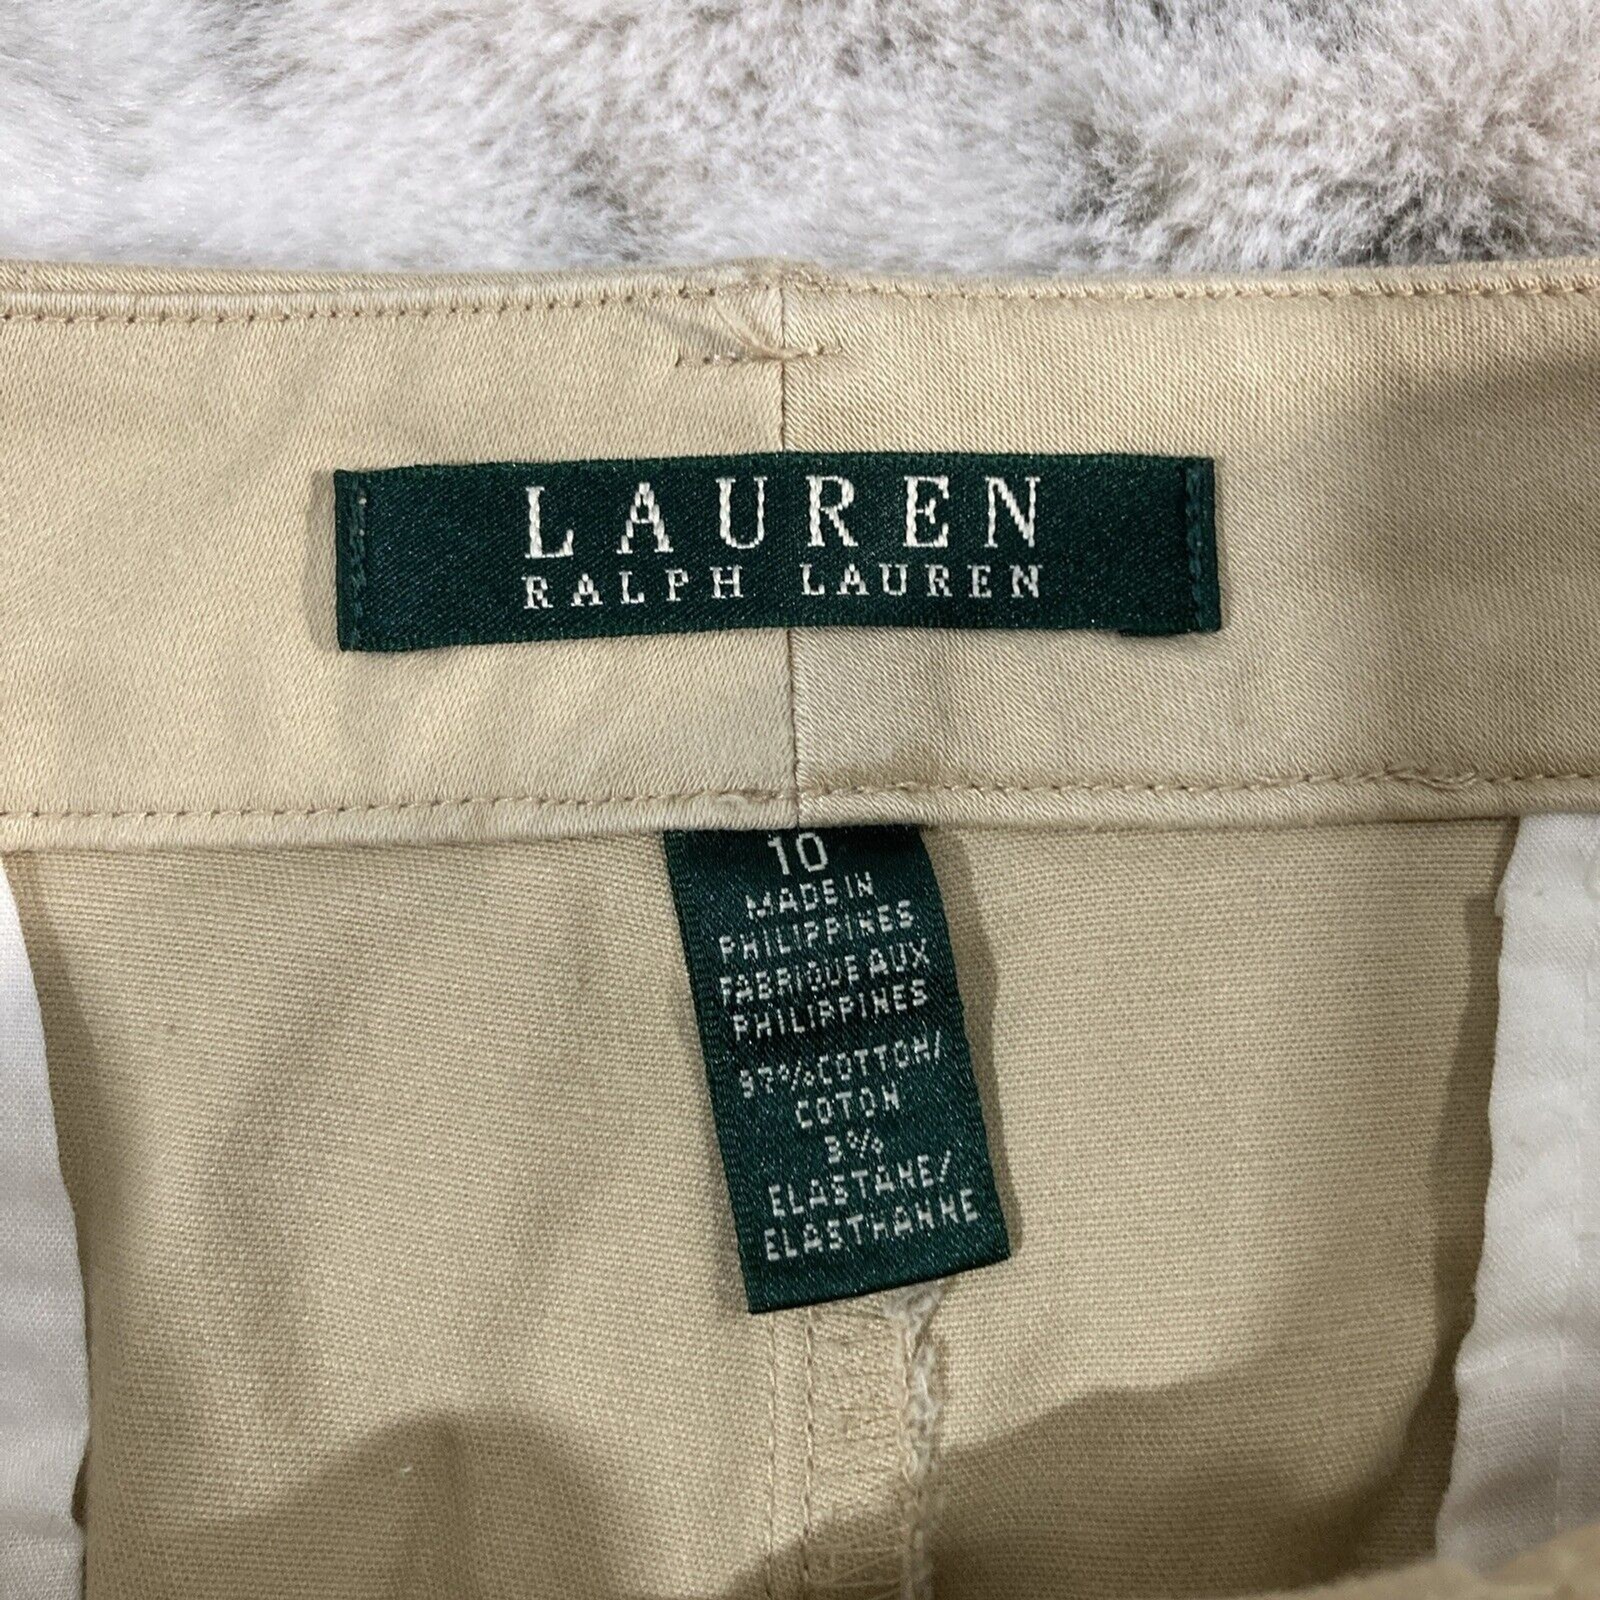 LAUREN
RALPH LAUREN
10
MADE IN
PHILIPPINES
FABRIQUE AUX
PHILIPPINES
97%COTTON/
COTON
3%
ELASTANE/
ELASTHANNE